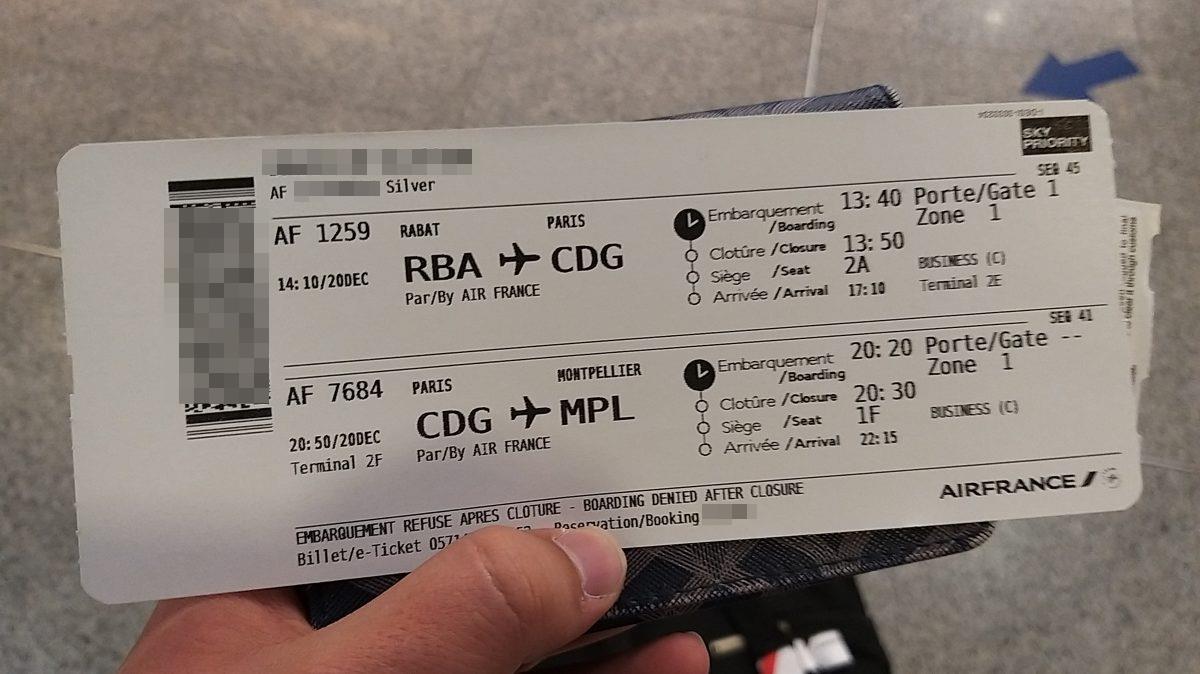 SKY
PRIORITY
AF Silver
SEQ 45
AF 1259 RABAT PARIS
RBA CDG
14:10/20DEC
Par/By AIR FRANCE
Embarquement
/Boarding 13:40 Porte/Gate 1
Zone 1
Clotûre /Closure 13:50
Siège /Seat 2A BUSINESS (C)
Arrivée /Arrival 17:10 Terminal 2E
SEQ 41
AF 7684 PARIS MONTPELLIER
CDG MPL
20:50/20DEC
Terminal 2F
Par/By AIR FRANCE
Embarquement
/Boarding 20:20 Porte/Gate --
Zone 1
Clotûre /Closure 20:30
Siège /Seat 1F BUSINESS (C)
Arrivée /Arrival 22:15
AIRFRANCE
EMBARQUEMENT REFUSE APRES CLOTURE - BOARDING DENIED AFTER CLOSURE
Billet/e-Ticket Reservation/Booking